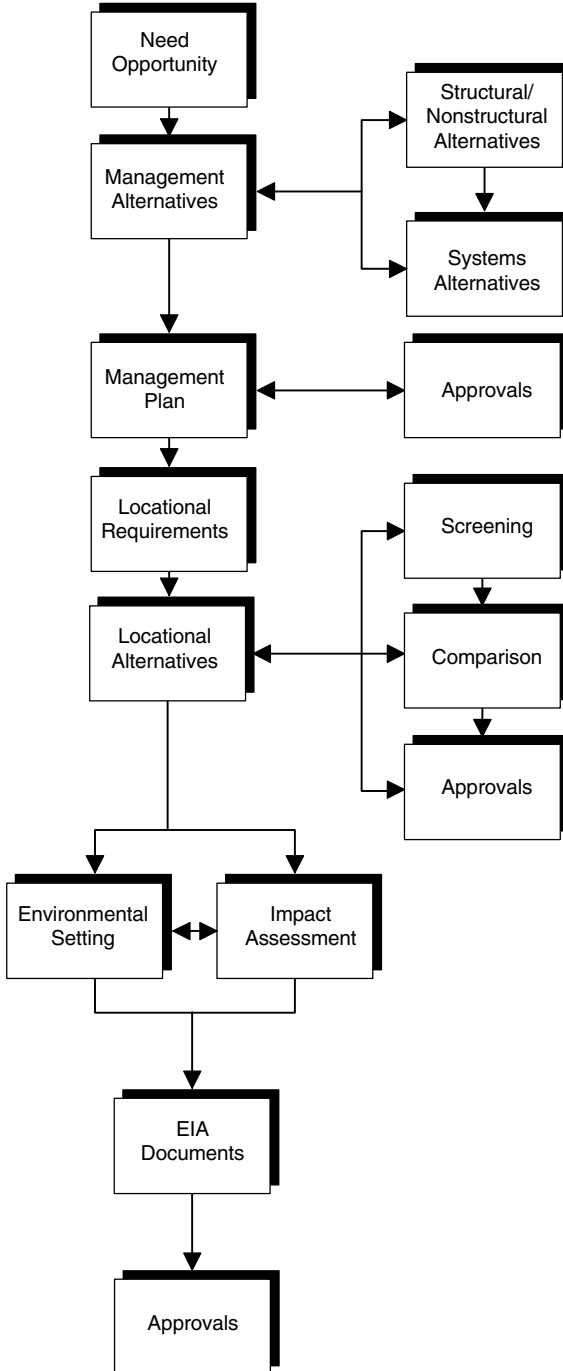 Need
Opportunity
Structural/
Nonstructural
Alternatives
Management
Alternatives
Systems
Alternatives
Management
Plan
Approvals
Locational
Requirements
Screening
Locational
Alternatives
Comparison
Approvals
Environmental
Setting
Impact
Assessment
EIA
Documents
Approvals